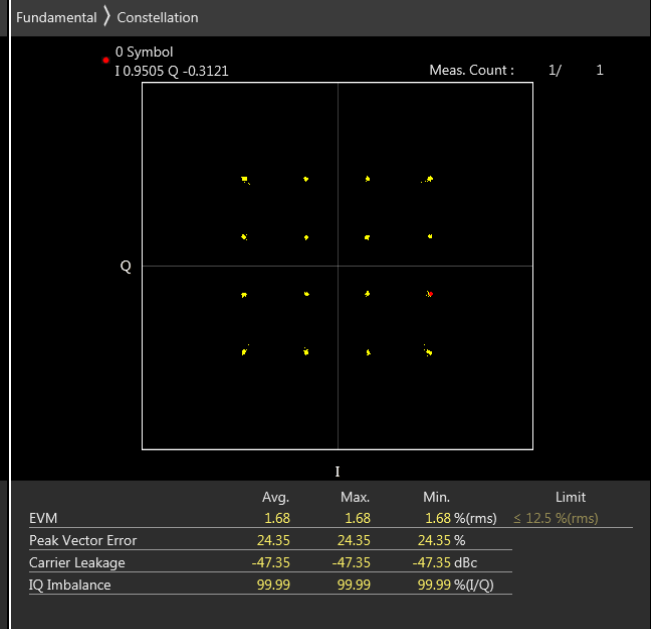 Fundamental 〉 Constellation
0 Symbol
I 0.9505 Q -0.3121
Meas. Count : 1/ 1
Q
I
Avg. Max. Min. Limit
EVM 1.68 1.68 1.68 %(rms) ≤ 12.5 %(rms)
Peak Vector Error 24.35 24.35 24.35 %
Carrier Leakage -47.35 -47.35 -47.35 dBc
IQ Imbalance 99.99 99.99 99.99 %(I/Q)